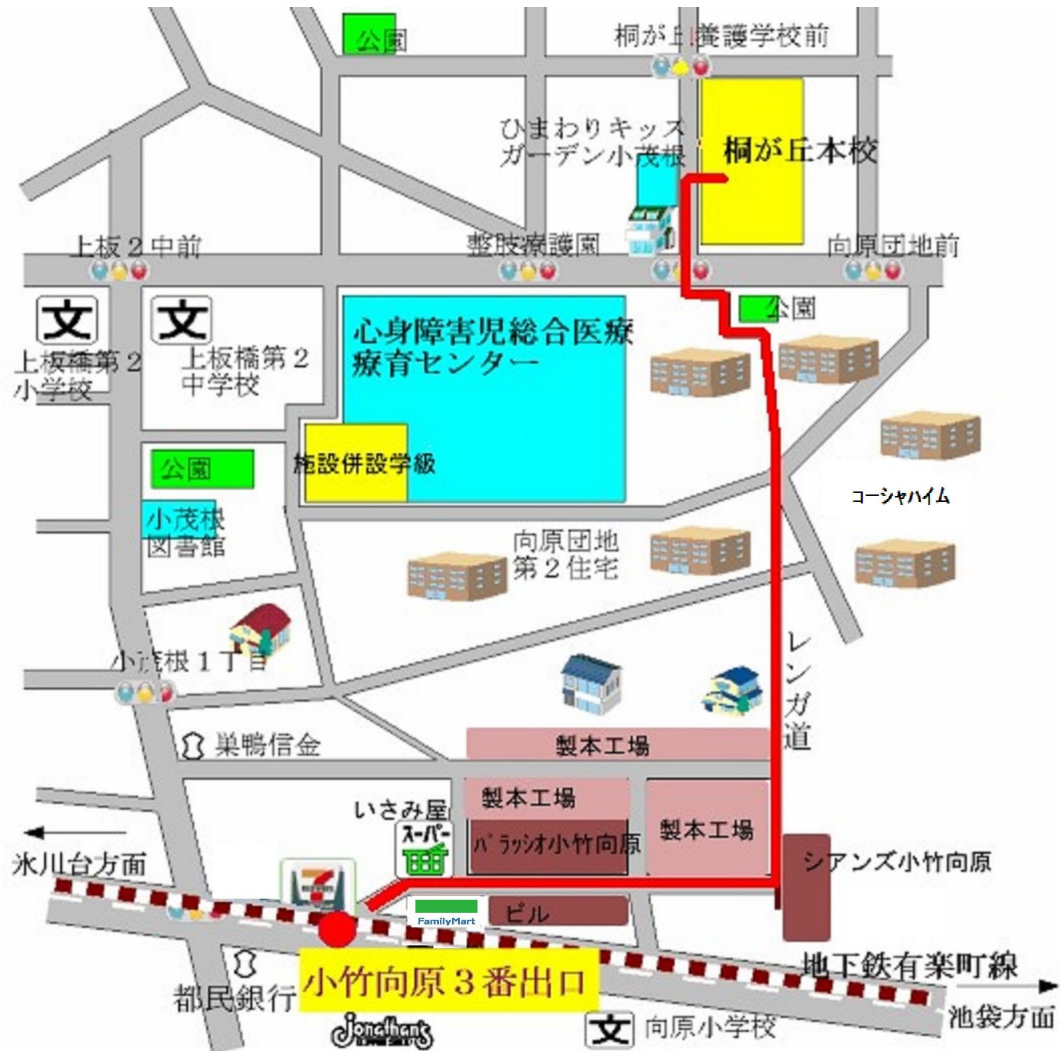 公園
桐が丘養護学校前
ひまわりキッズ
ガーデン小茂根
桐が丘本校
上板2中前
整肢療護園
向原団地前
文
文
上板橋第2
小学校
上板橋第2
中学校
心身障害児総合医療
療育センター
公園
施設併設学級
公園
小茂根
図書館
コーシャハイム
向原団地
第2住宅
小茂根1丁目
レンガ道
巣鴨信金
製本工場
いさみ屋
スーパー
製本工場
パラッシオ小竹向原
製本工場
シアンズ小竹向原
氷川台方面
7
FamilyMart
ビル
地下鉄有楽町線
都民銀行
小竹向原3番出口
池袋方面
Jonathan's
文
向原小学校